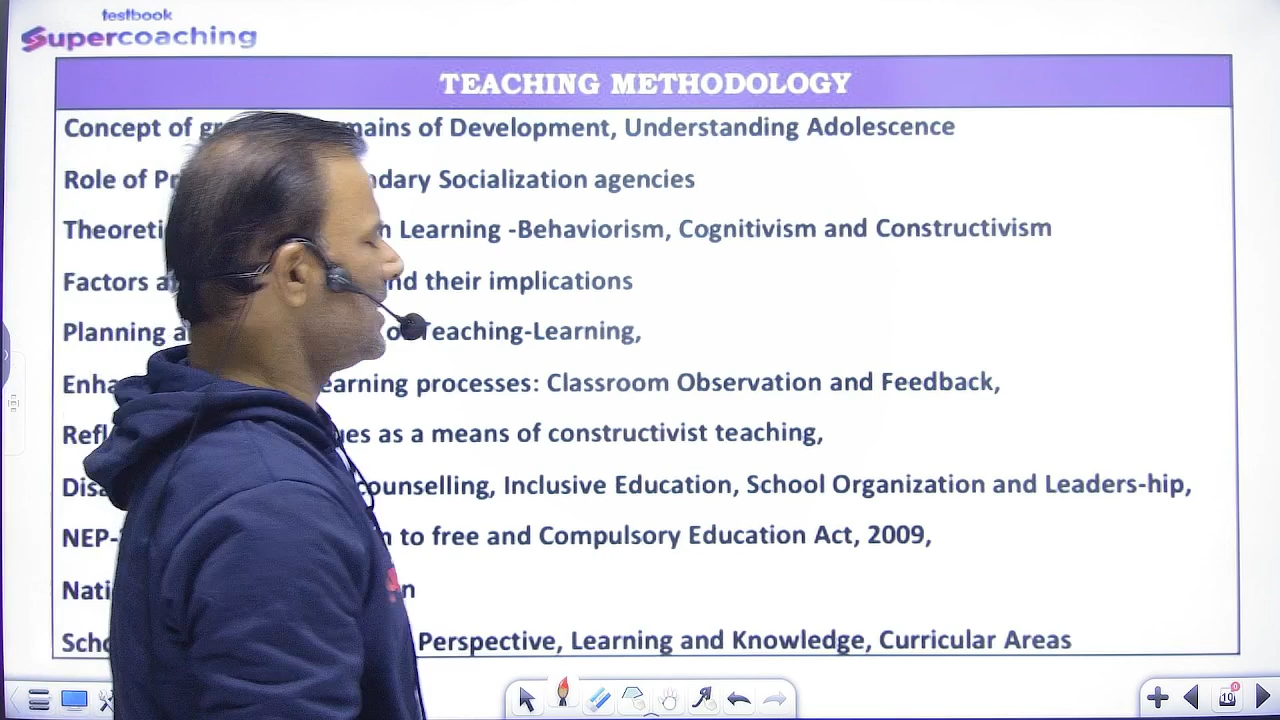 testbook
Supercoaching
TEACHING METHODOLOGY
Concept of mains of Development, Understanding Adolescence
Role of Pr ndary Socialization agencies
Theoreti Learning -Behaviorism, Cognitivism and Constructivism
Factors a nd their implications
Planning a of Teaching-Learning,
Enha earning processes: Classroom Observation and Feedback,
Refl ues as a means of constructivist teaching,
Disa counselling, Inclusive Education, School Organization and Leaders-hip,
NEP- to free and Compulsory Education Act, 2009,
Nati n
Scho Perspective, Learning and Knowledge, Curricular Areas
10